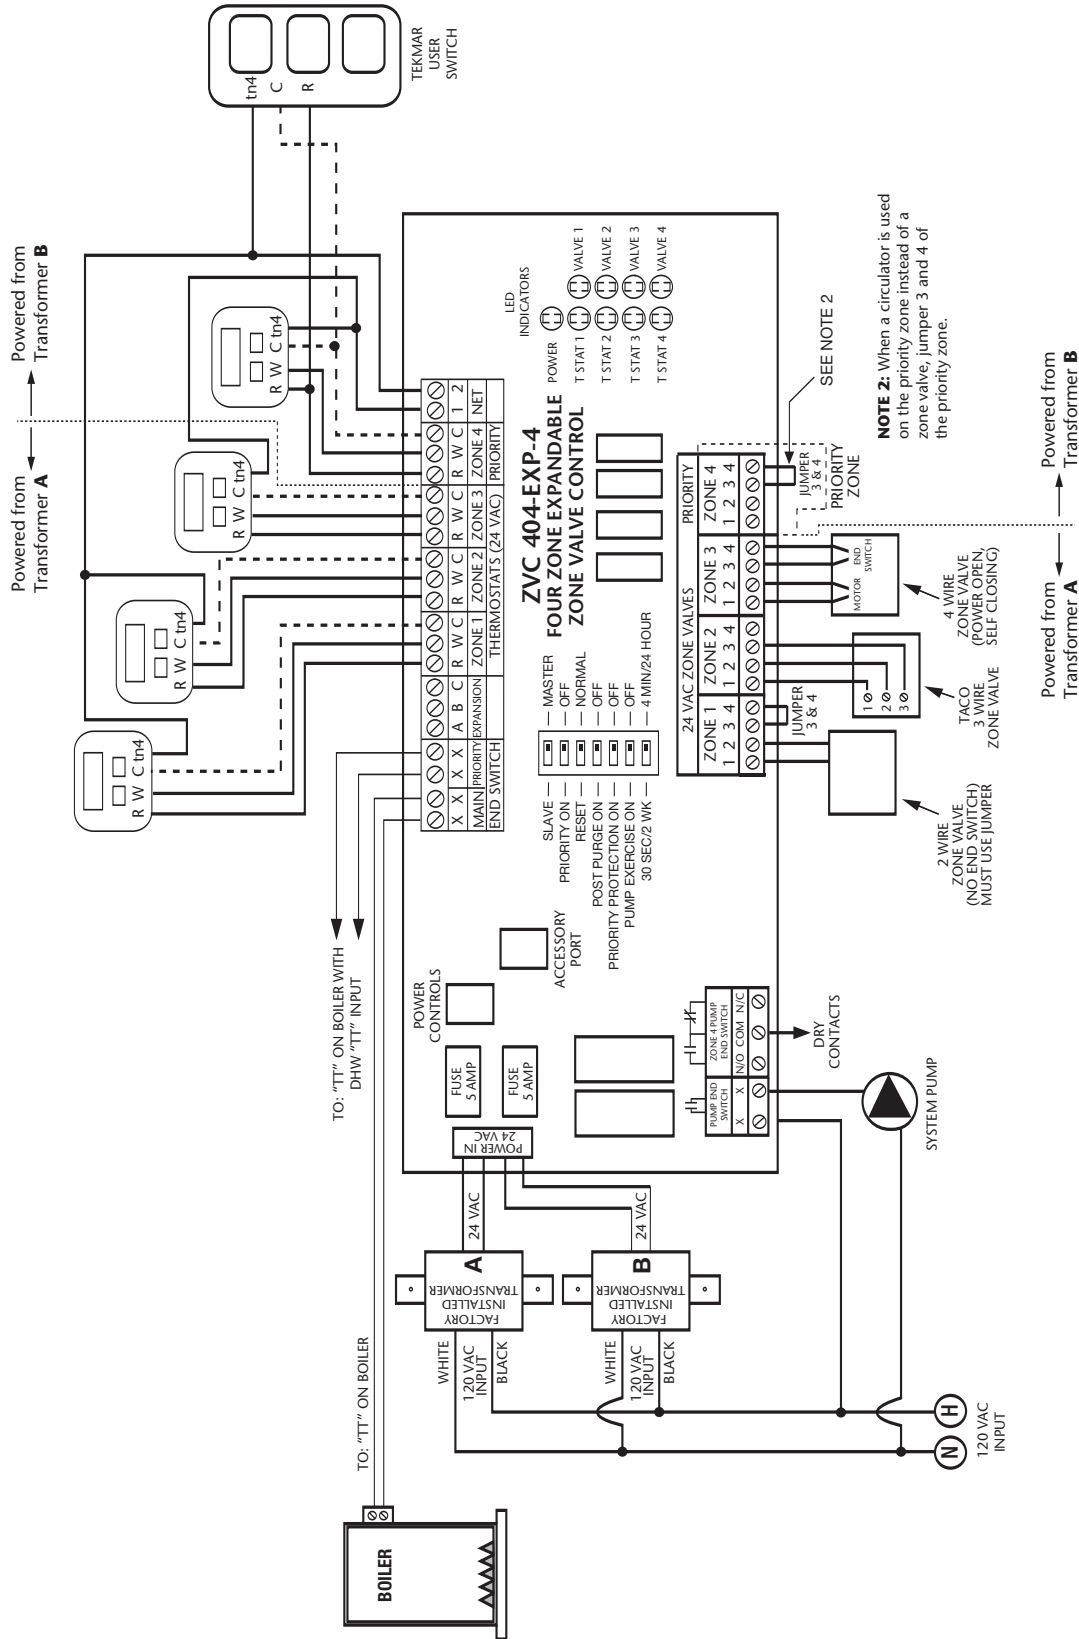 Powered from
Transformer A
Powered from
Transformer B
tn4
C
R
TEKMAR
USER
SWITCH
R W C tn4
R W C tn4
R W C tn4
R W C tn4
TO: "TT" ON BOILER WITH
DHW "TT" INPUT
TO: "TT" ON BOILER
BOILER
X X X X A B C R W C R W C R W C R W C 1 2
MAIN PRIORITY EXPANSION ZONE 1 ZONE 2 ZONE 3 ZONE 4 NET
END SWITCH THERMOSTATS (24 VAC) PRIORITY
ZVC 404-EXP-4
FOUR ZONE EXPANDABLE
ZONE VALVE CONTROL
LED
INDICATORS
POWER
T STAT 1 VALVE 1
T STAT 2 VALVE 2
T STAT 3 VALVE 3
T STAT 4 VALVE 4
SLAVE MASTER
PRIORITY ON OFF
RESET NORMAL
POST PURGE ON OFF
PRIORITY PROTECTION ON OFF
PUMP EXERCISE ON OFF
30 SEC/2 WK 4 MIN/24 HOUR
POWER
CONTROLS
ACCESSORY
PORT
FUSE
5 AMP
FUSE
5 AMP
POWER IN
24 VAC
24 VAC
A
FACTORY
INSTALLED
TRANSFORMER
WHITE
120 VAC
INPUT
BLACK
24 VAC
B
FACTORY
INSTALLED
TRANSFORMER
WHITE
120 VAC
INPUT
BLACK
N
H
120 VAC
INPUT
PUMP END
SWITCH
X X
ZONE 4 PUMP
END SWITCH
N/O COM N/C
DRY
CONTACTS
SYSTEM PUMP
24 VAC ZONE VALVES PRIORITY
ZONE 1 ZONE 2 ZONE 3 ZONE 4
1 2 3 4 1 2 3 4 1 2 3 4 1 2 3 4
JUMPER
3 & 4
JUMPER
3 & 4
PRIORITY
ZONE
SEE NOTE 2
1
2
3
MOTOR
END
SWITCH
2 WIRE
ZONE VALVE
(NO END SWITCH)
MUST USE JUMPER
TACO
3 WIRE
ZONE VALVE
4 WIRE
ZONE VALVE
(POWER OPEN,
SELF CLOSING)
NOTE 2: When a circulator is used
on the priority zone instead of a
zone valve, jumper 3 and 4 of
the priority zone.
Powered from
Transformer A
Powered from
Transformer B